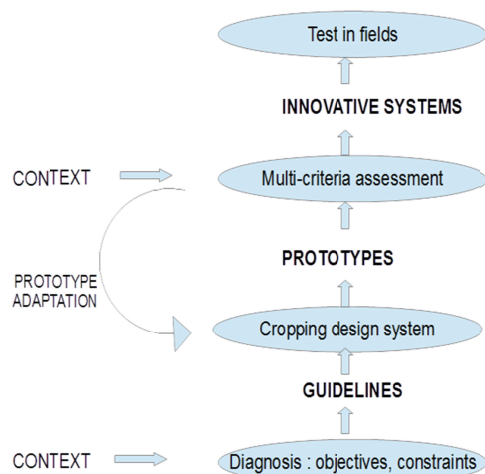 Test in fields
INNOVATIVE SYSTEMS
CONTEXT
Multi-criteria assessment
PROTOTYPES
PROTOTYPE
ADAPTATION
Cropping design system
GUIDELINES
CONTEXT
Diagnosis : objectives, constraints